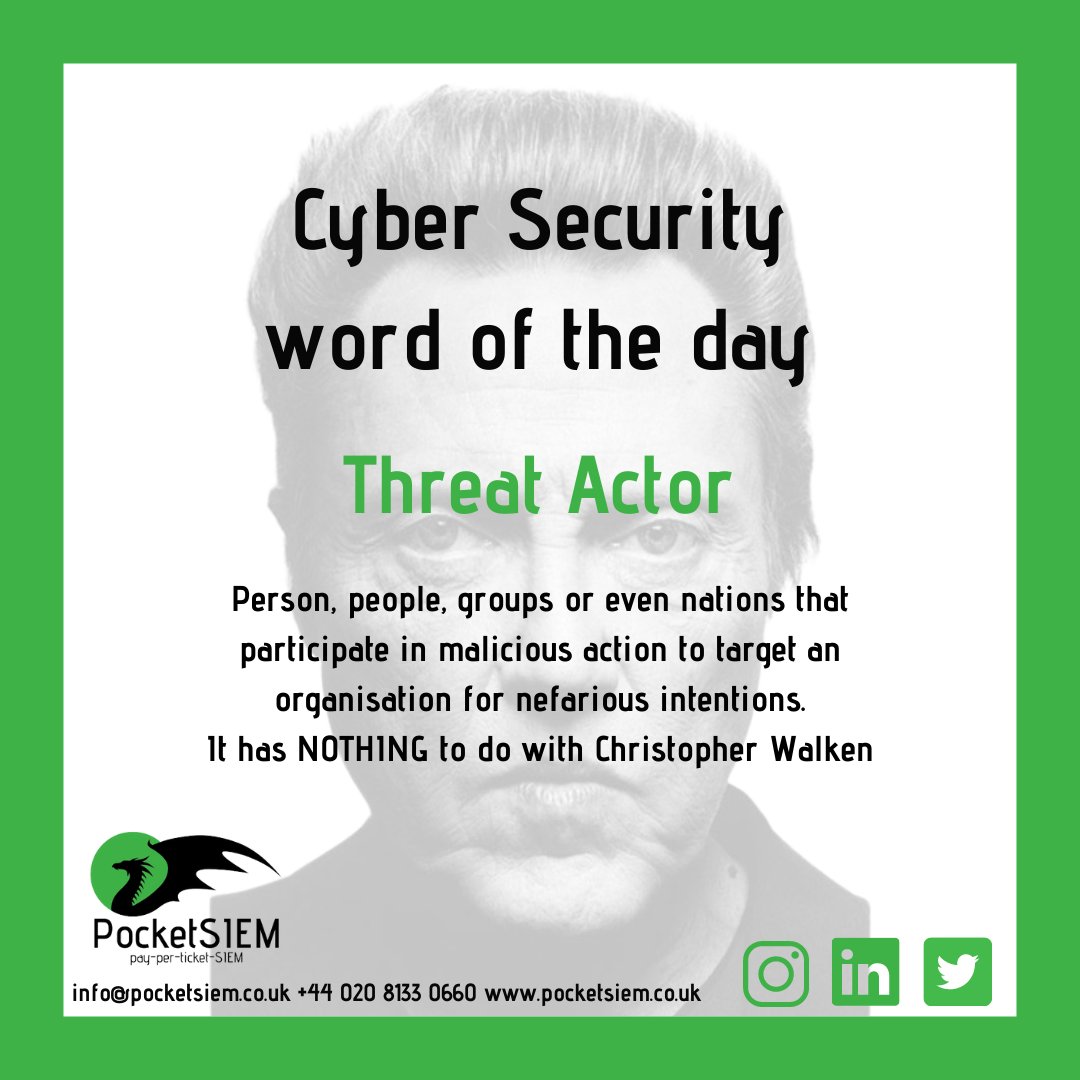 Cyber Security
word of the day
Threat Actor
Person, people, groups or even nations that
participate in malicious action to target an
organisation for nefarious intentions.
It has NOTHING to do with Christopher Walken
PocketSIEM
pay-per-ticket-SIEM
info@pocketsiem.co.uk +44 020 8133 0660 www.pocketsiem.co.uk
in